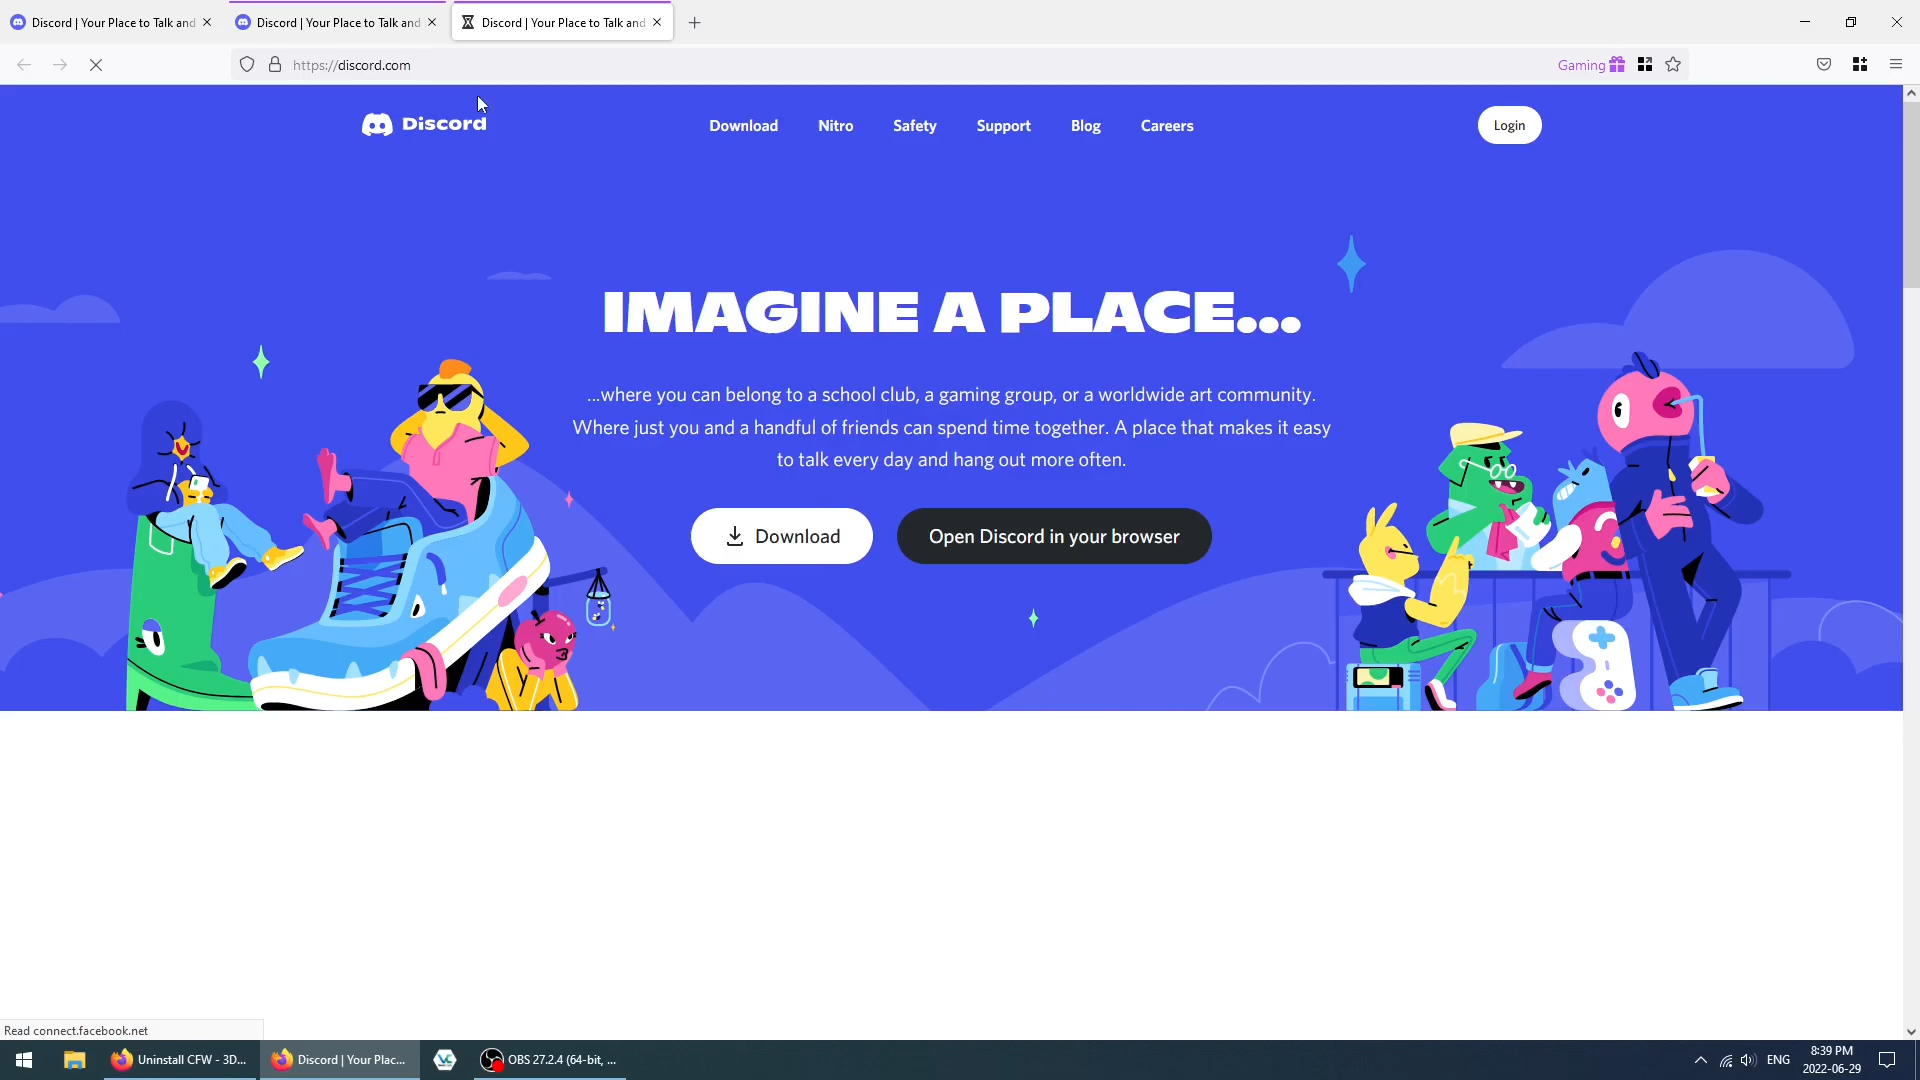 Discord | Your Place to Talk and
Discord | Your Place to Talk and
Discord | Your Place to Talk and
https://discord.com
Gaming
Discord
Download
Nitro
Safety
Support
Blog
Careers
Login
IMAGINE A PLACE...
...where you can belong to a school club, a gaming group, or a worldwide art community.
Where just you and a handful of friends can spend time together. A place that makes it easy
to talk every day and hang out more often.
Download
Open Discord in your browser
Read connect.facebook.net
Uninstall CFW - 3D...
Discord | Your Plac...
OBS 27.2.4 (64-bit, ...
ENG
8:39 PM
2022-06-29